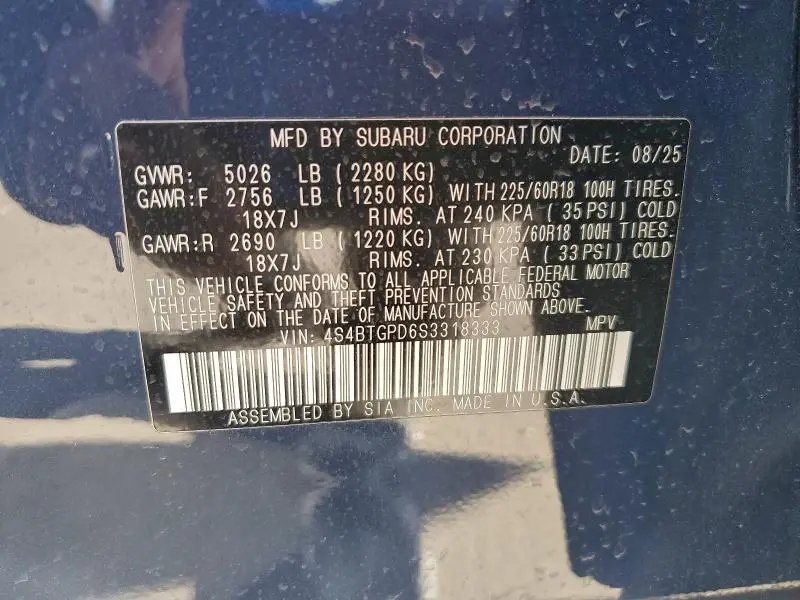 MFD BY SUBARU CORPORATION
DATE: 08/25
GVWR: 5026 LB (2280 KG)
GAWR:F 2756 LB (1250 KG) WITH 225/60R18 100H TIRES.
18X7J RIMS. AT 240 KPA (35 PSI) COLD
GAWR:R 2690 LB (1220 KG) WITH 225/60R18 100H TIRES.
18X7J RIMS. AT 230 KPA (33 PSI) COLD
THIS VEHICLE CONFORMS TO ALL APPLICABLE FEDERAL MOTOR
VEHICLE SAFETY AND THEFT PREVENTION STANDARDS
IN EFFECT ON THE DATE OF MANUFACTURE SHOWN ABOVE.
VIN: 4S4BTGPD6S3318333 MPV
ASSEMBLED BY SIA INC. MADE IN U.S.A.